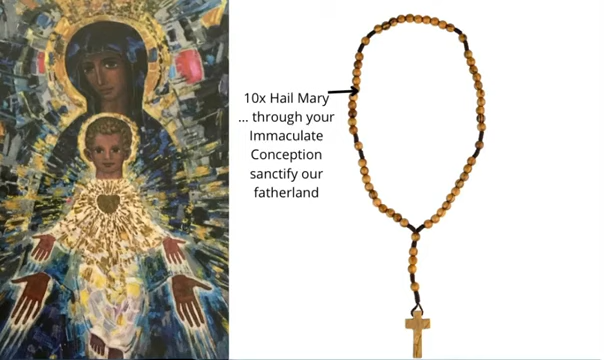 10x Hail Mary
... through your
Immaculate
Conception
sanctify our
fatherland